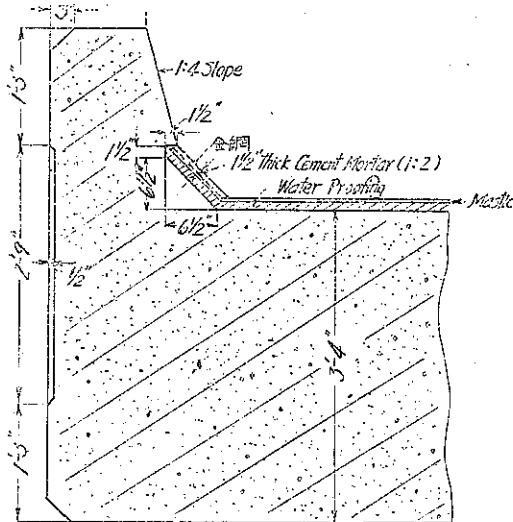 3"
1:4 Slope
1'-3"
1½"
金網
1½"
1½" Thick Cement Mortar (1:2)
6½"
Water Proofing
Mastic
6½"
2'-9"
½"
3'-4"
1'-3"